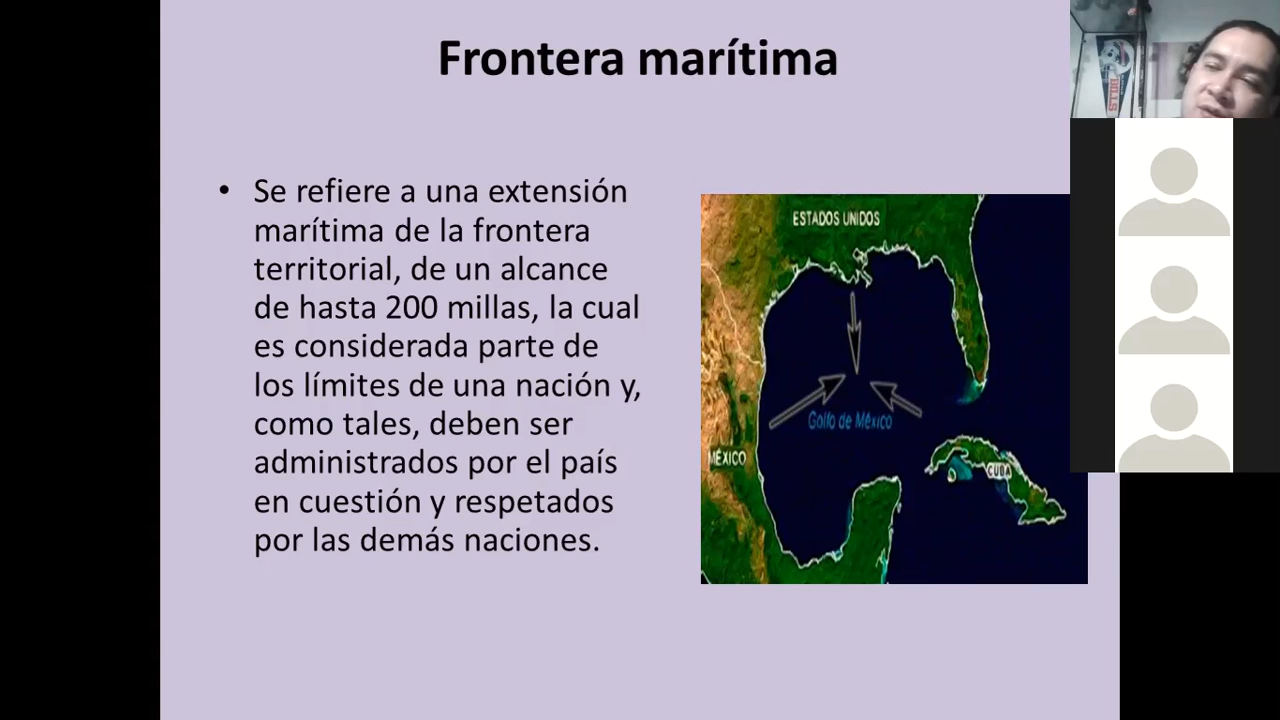 Frontera marítima
• Se refiere a una extensión
marítima de la frontera
territorial, de un alcance
de hasta 200 millas, la cual
es considerada parte de
los límites de una nación y,
como tales, deben ser
administrados por el país
en cuestión y respetados
por las demás naciones.
ESTADOS UNIDOS
Golfo de México
MÉXICO
CUBA
BILLS